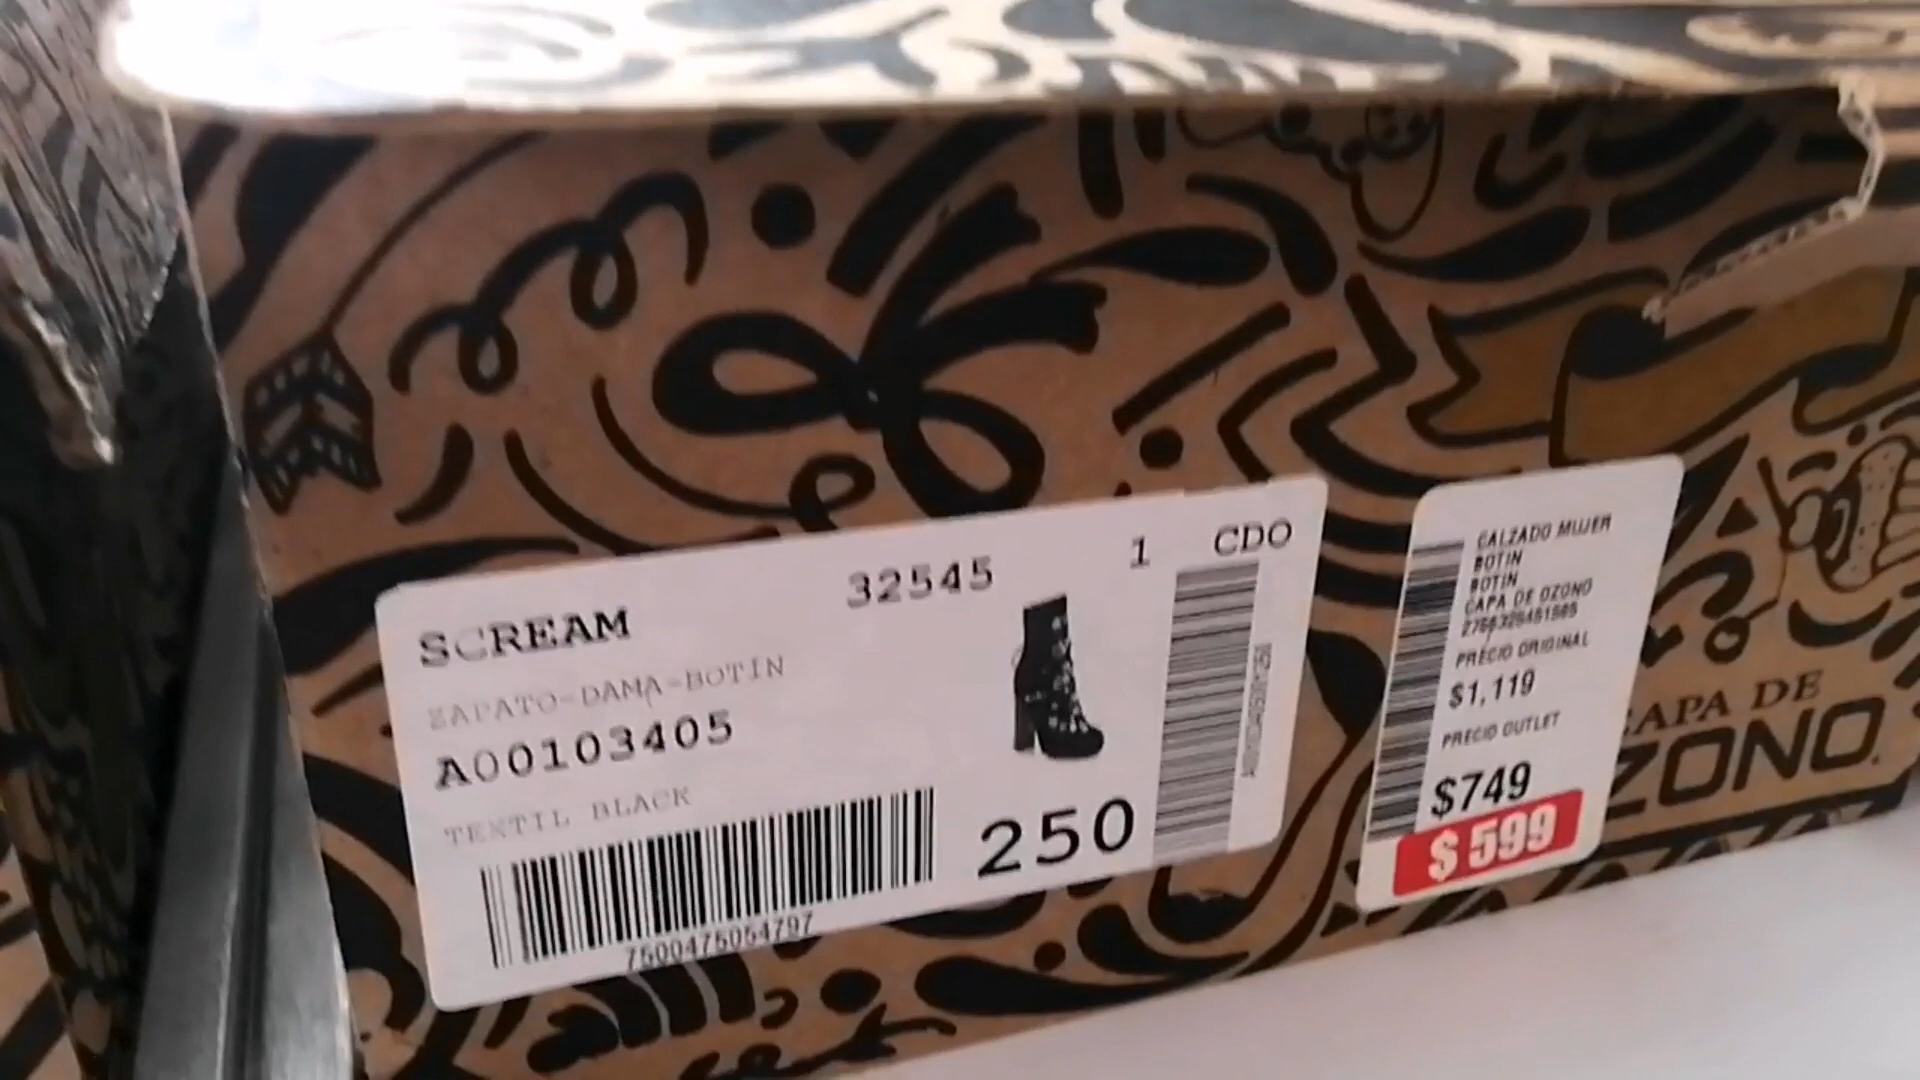 32545
1 CDO
SCREAM
ZAPATO-DAMA-BOTIN
A00103405
TEXTIL BLACK
250
7500475054797
CALZADO MUJER
BOTIN
BOTIN
CAPA DE OZONO
PRECIO ORIGINAL
$1,119
PRECIO OUTLET
$749
$599
CAPA DE
OZONO.